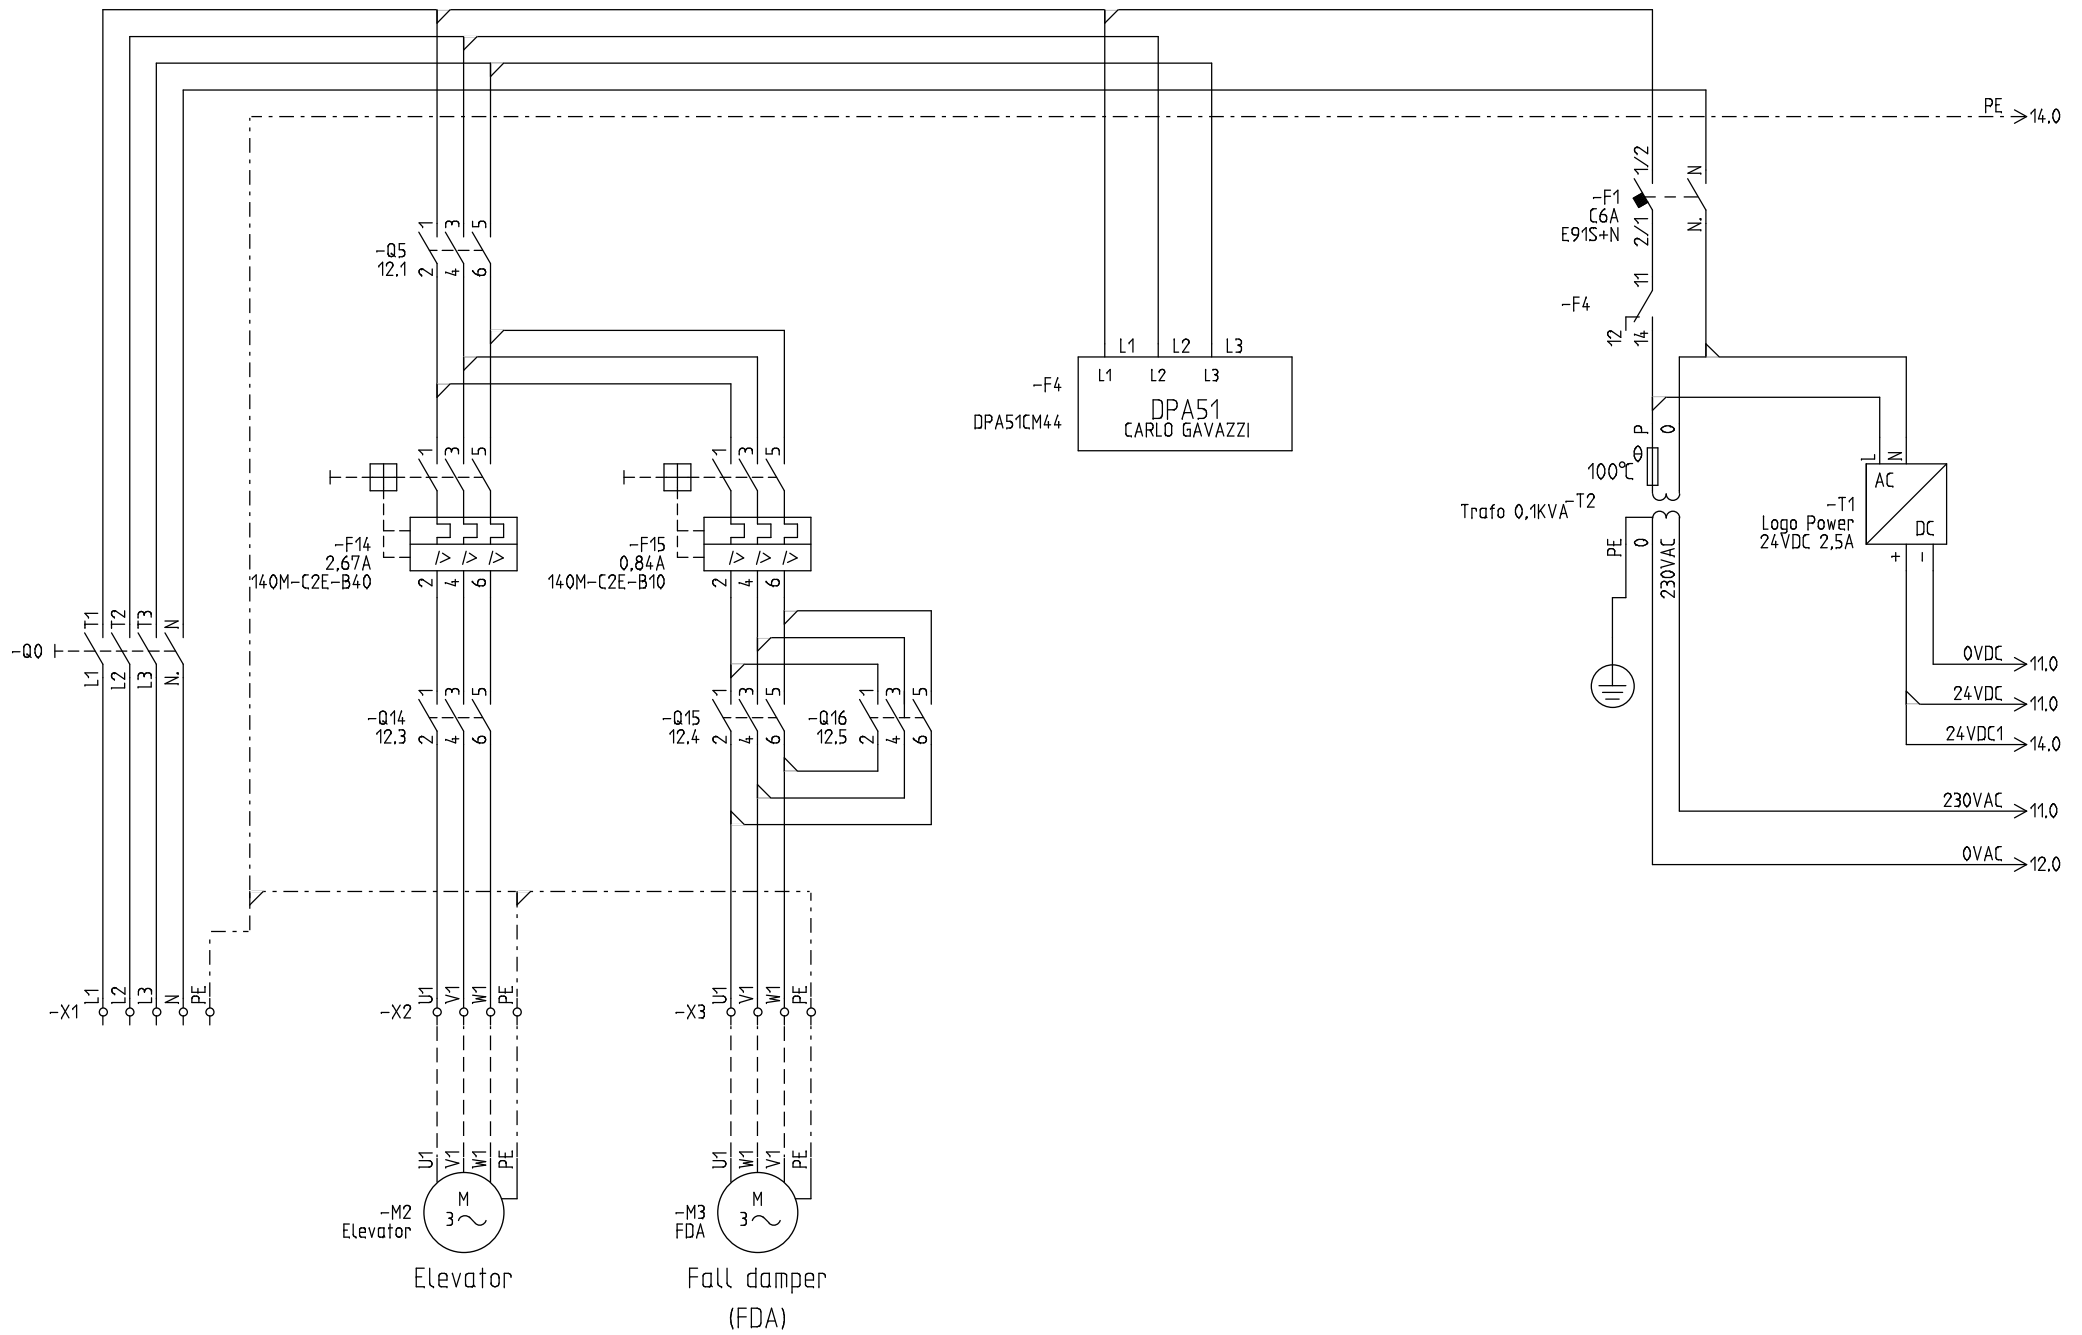 PE
14.0
1/2
N
-F1
C6A
E91S+N
2/1
N.
1
3
5
-Q5
12.1
2
4
6
11
-F4
12
14
L1
L2
L3
-F4
L1
L2
L3
DPA51
DPA51CM44
CARLO GAVAZZI
P
0
θ
100°C
L
N
AC
-T2
Trafo 0,1KVA
-T1
Logo Power
24VDC 2,5A
DC
+
-
PE
0
230VAC
1
3
5
1
3
5
-F14
2,67A
140M-C2E-B40
I>
I>
I>
2
4
6
-F15
0,84A
140M-C2E-B10
I>
I>
I>
2
4
6
T1
T2
T3
N
-Q0
L1
L2
L3
N.
0VDC
11.0
24VDC
11.0
24VDC1
14.0
1
3
5
-Q14
12.3
2
4
6
1
3
5
-Q15
12.4
2
4
6
1
3
5
-Q16
12.5
2
4
6
230VAC
11.0
0VAC
12.0
-X1
L1
L2
L3
N
PE
-X2
U1
V1
W1
PE
-X3
U1
V1
W1
PE
U1
V1
W1
PE
U1
W1
V1
PE
M
3~
-M2
Elevator
M
3~
-M3
FDA
Elevator
Fall damper
(FDA)